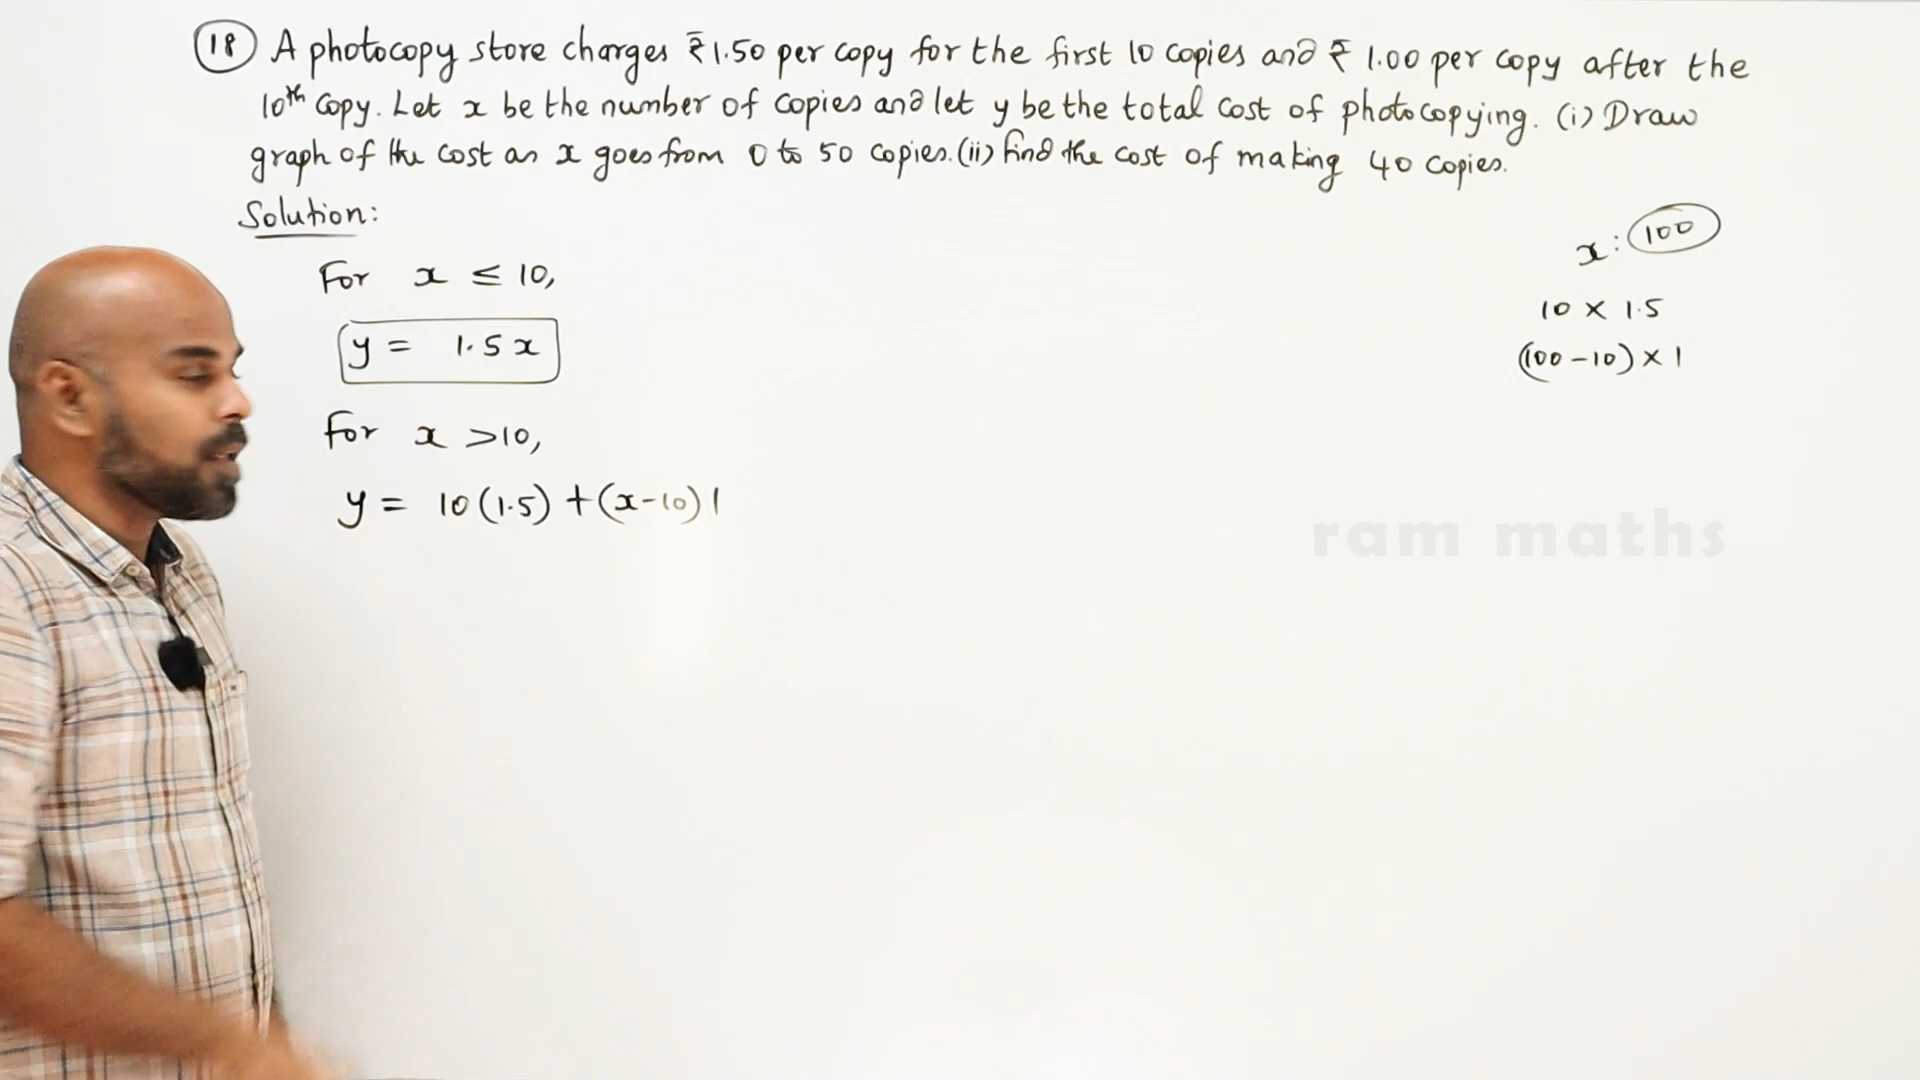 18 A photocopy store charges ₹1.50 per copy for the first 10 copies and ₹ 1.00 per copy after the
10th copy. Let x be the number of copies and let y be the total cost of photocopying. (i) Draw
graph of the cost as x goes from 0 to 50 copies. (ii) find the cost of making 40 copies.
Solution:
For x ≤ 10,
y = 1.5 x
For x >10,
y = 10(1.5) +(x-10) 1
x : 100
10 × 1.5
(100 - 10) × 1
ram maths